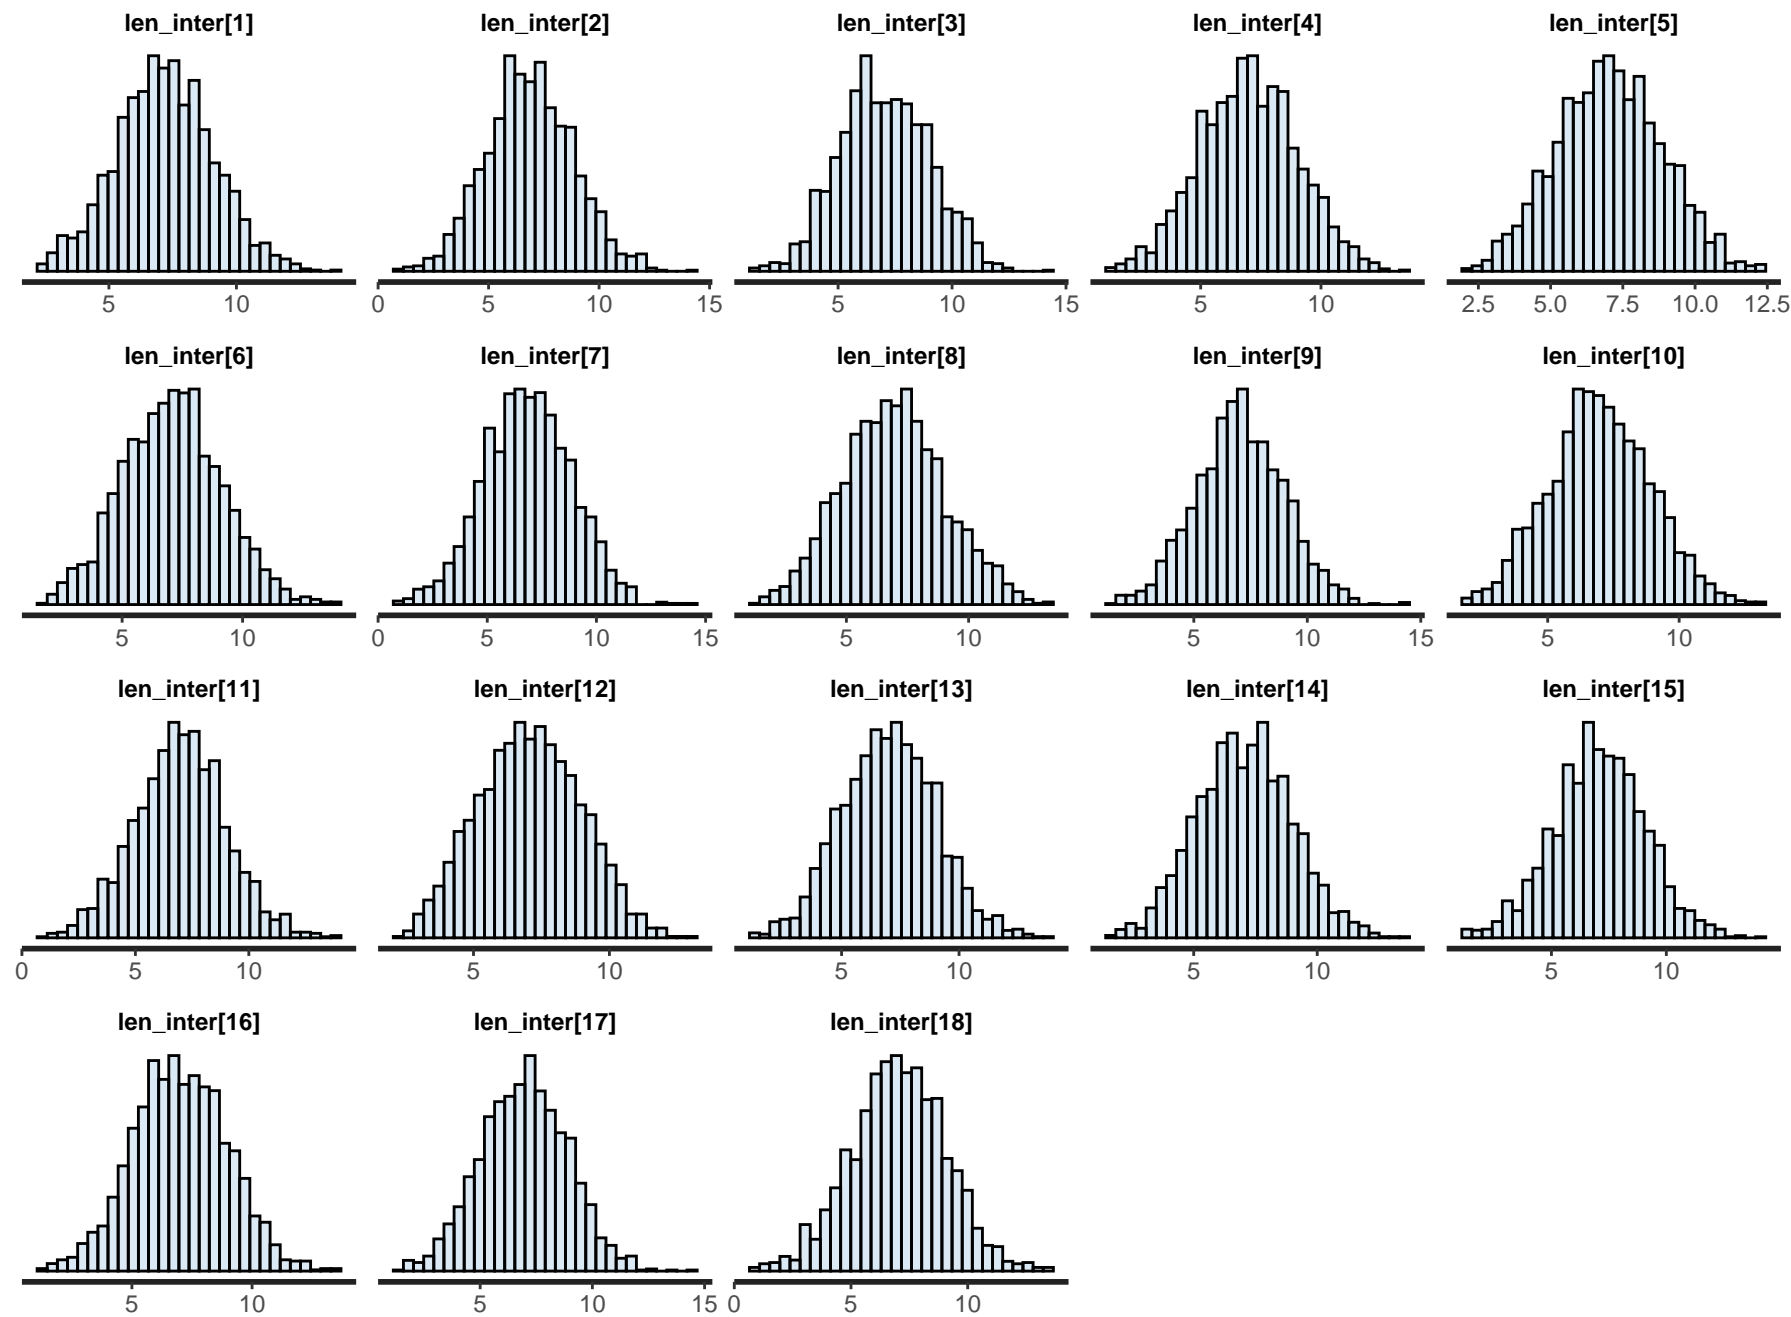 len_inter[1] len_inter[2] len_inter[3] len_inter[4] len_inter[5]
5 10 0 5 10 15 5 10 15 5 10 2.5 5.0 7.5 10.0 12.5
len_inter[6] len_inter[7] len_inter[8] len_inter[9] len_inter[10]
5 10 0 5 10 15 5 10 5 10 15 5 10
len_inter[11] len_inter[12] len_inter[13] len_inter[14] len_inter[15]
0 5 10 5 10 5 10 5 10 5 10
len_inter[16] len_inter[17] len_inter[18]
5 10 5 10 15 0 5 10